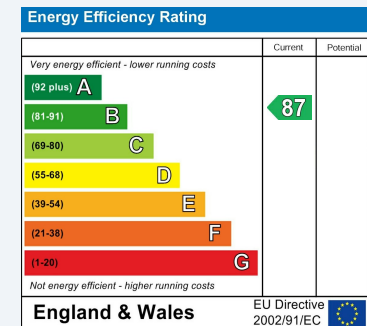 Energy Efficiency Rating
Current Potential
Very energy efficient - lower running costs
(92 plus) A
(81-91) B
87
(69-80) C
(55-68) D
(39-54) E
(21-38) F
(1-20) G
Not energy efficient - higher running costs
England & Wales
EU Directive
2002/91/EC